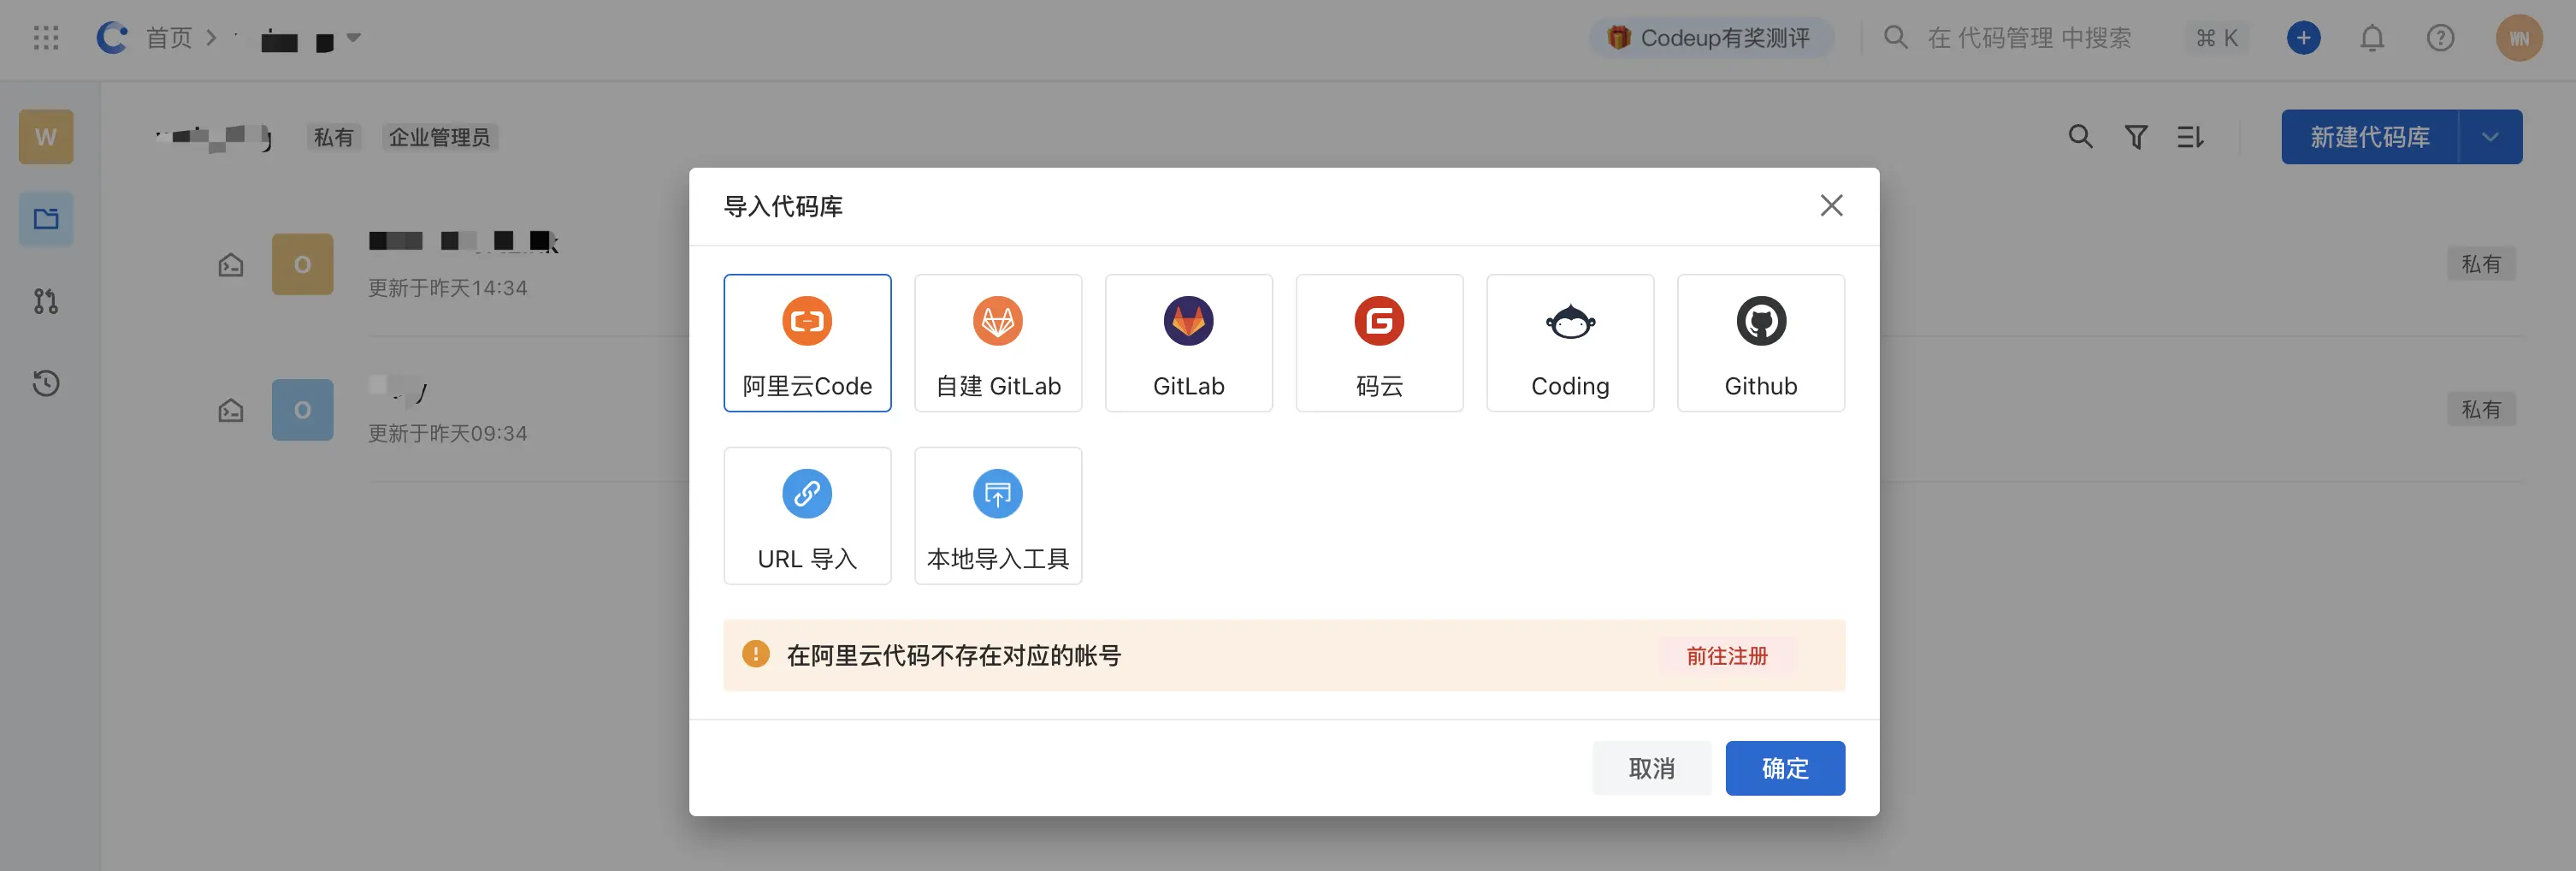 首页
Codeup有奖测评
在 代码管理 中搜索
⌘ K
WN
W
私有
企业管理员
新建代码库
导入代码库
O
更新于昨天14:34
私有
阿里云Code
自建 GitLab
GitLab
码云
Coding
Github
O
更新于昨天09:34
私有
URL 导入
本地导入工具
在阿里云代码不存在对应的帐号
前往注册
取消
确定